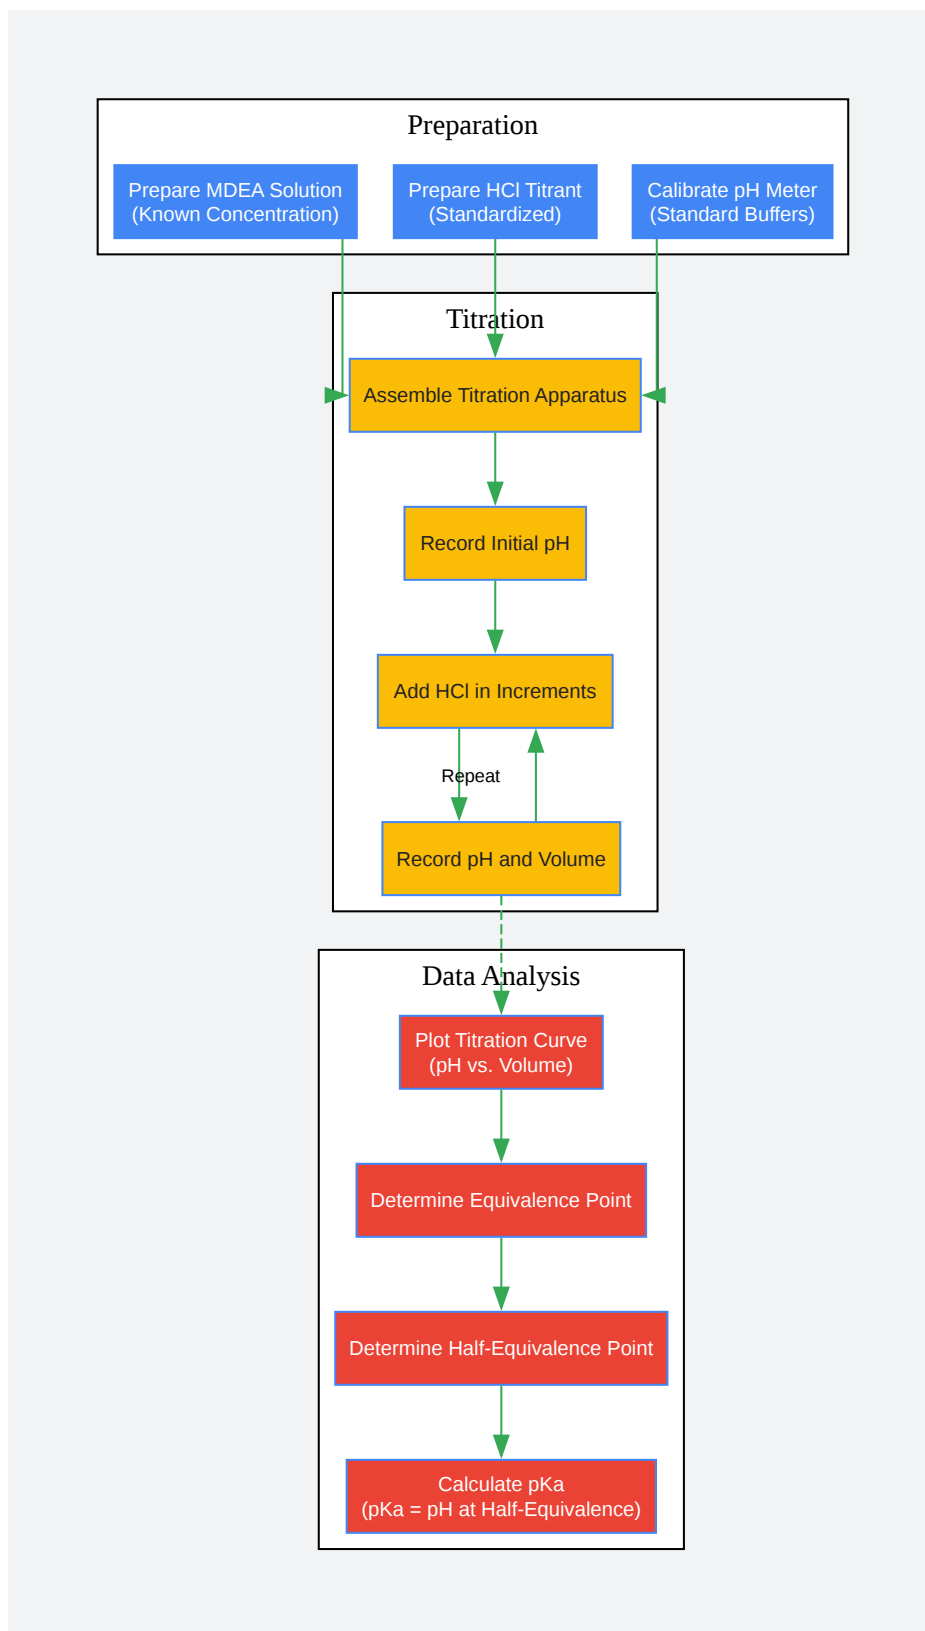 Preparation
Prepare MDEA Solution
(Known Concentration)
Prepare HCl Titrant
(Standardized)
Calibrate pH Meter
(Standard Buffers)
Titration
Assemble Titration Apparatus
Record Initial pH
Add HCl in Increments
Repeat
Record pH and Volume
Data Analysis
Plot Titration Curve
(pH vs. Volume)
Determine Equivalence Point
Determine Half-Equivalence Point
Calculate pKa
(pKa = pH at Half-Equivalence)